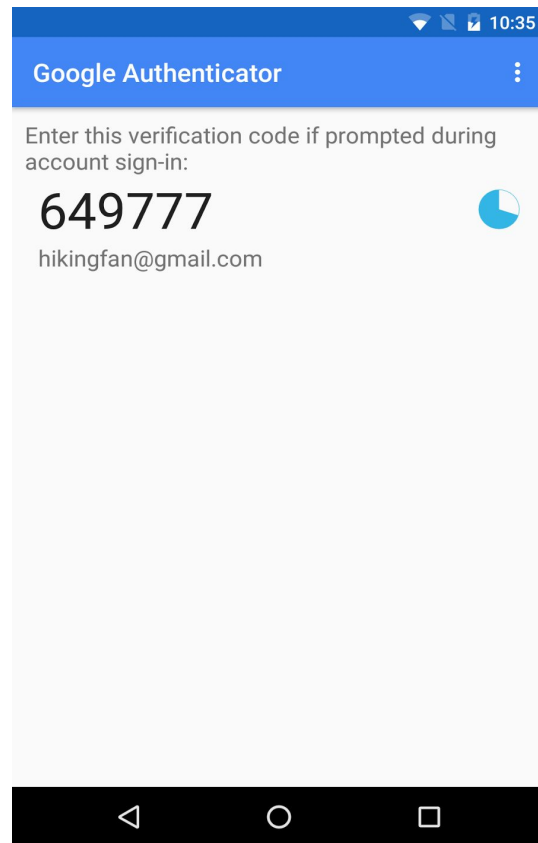 10:35
Google Authenticator
Enter this verification code if prompted during
account sign-in:
649777
hikingfan@gmail.com